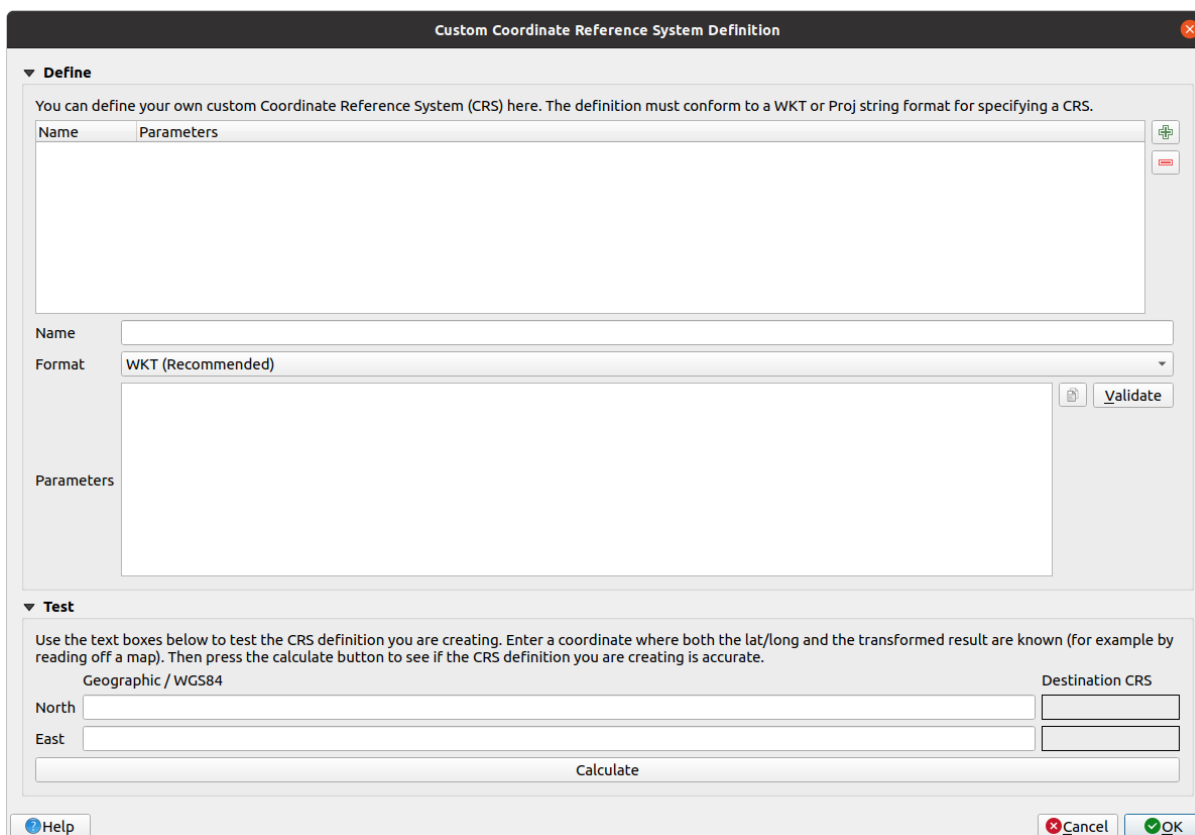 Custom Coordinate Reference System Definition
Define
You can define your own custom Coordinate Reference System (CRS) here. The definition must conform to a WKT or Proj string format for specifying a CRS.
Name Parameters
Name
Format WKT (Recommended)
Validate
Parameters
Test
Use the text boxes below to test the CRS definition you are creating. Enter a coordinate where both the lat/long and the transformed result are known (for example by
reading off a map). Then press the calculate button to see if the CRS definition you are creating is accurate.
Geographic / WGS84 Destination CRS
North
East
Calculate
Help Cancel OK